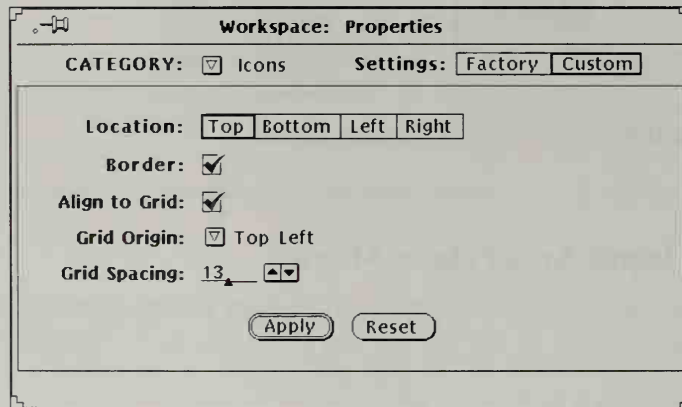 Workspace: Properties
CATEGORY: Icons Settings: Factory Custom
Location: Top Bottom Left Right
Border:
Align to Grid:
Grid Origin: Top Left
Grid Spacing: 13
Apply Reset